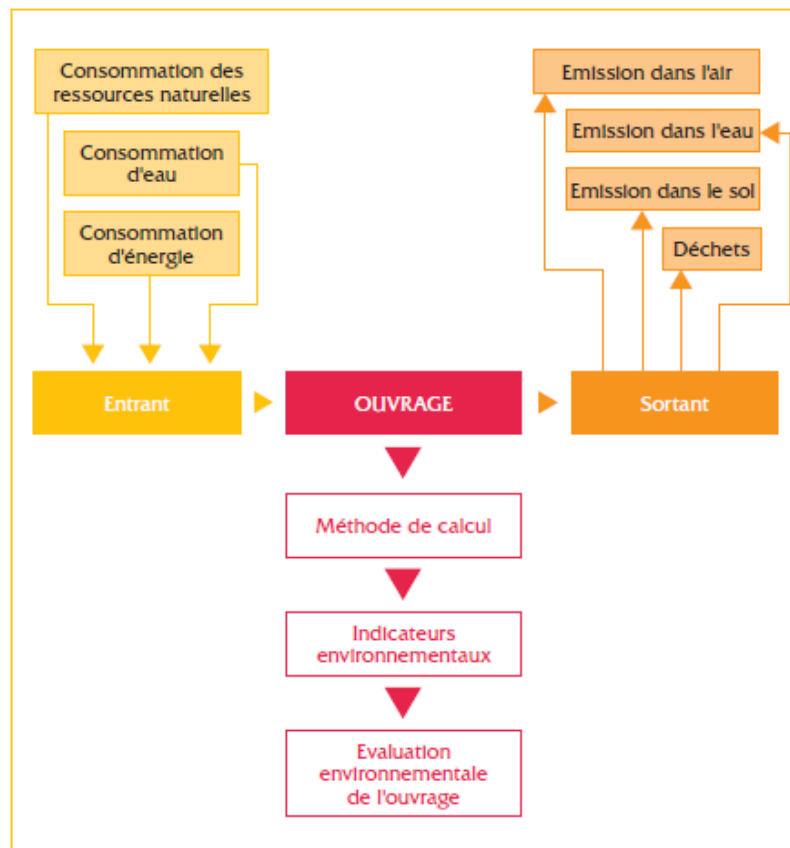 Consommation des
ressources naturelles
Consommation
d'eau
Consommation
d'énergie
Emission dans l'air
Emission dans l'eau
Emission dans le sol
Déchets
Entrant
OUVRAGE
Sortant
Méthode de calcul
Indicateurs
environnementaux
Evaluation
environnementale
de l'ouvrage